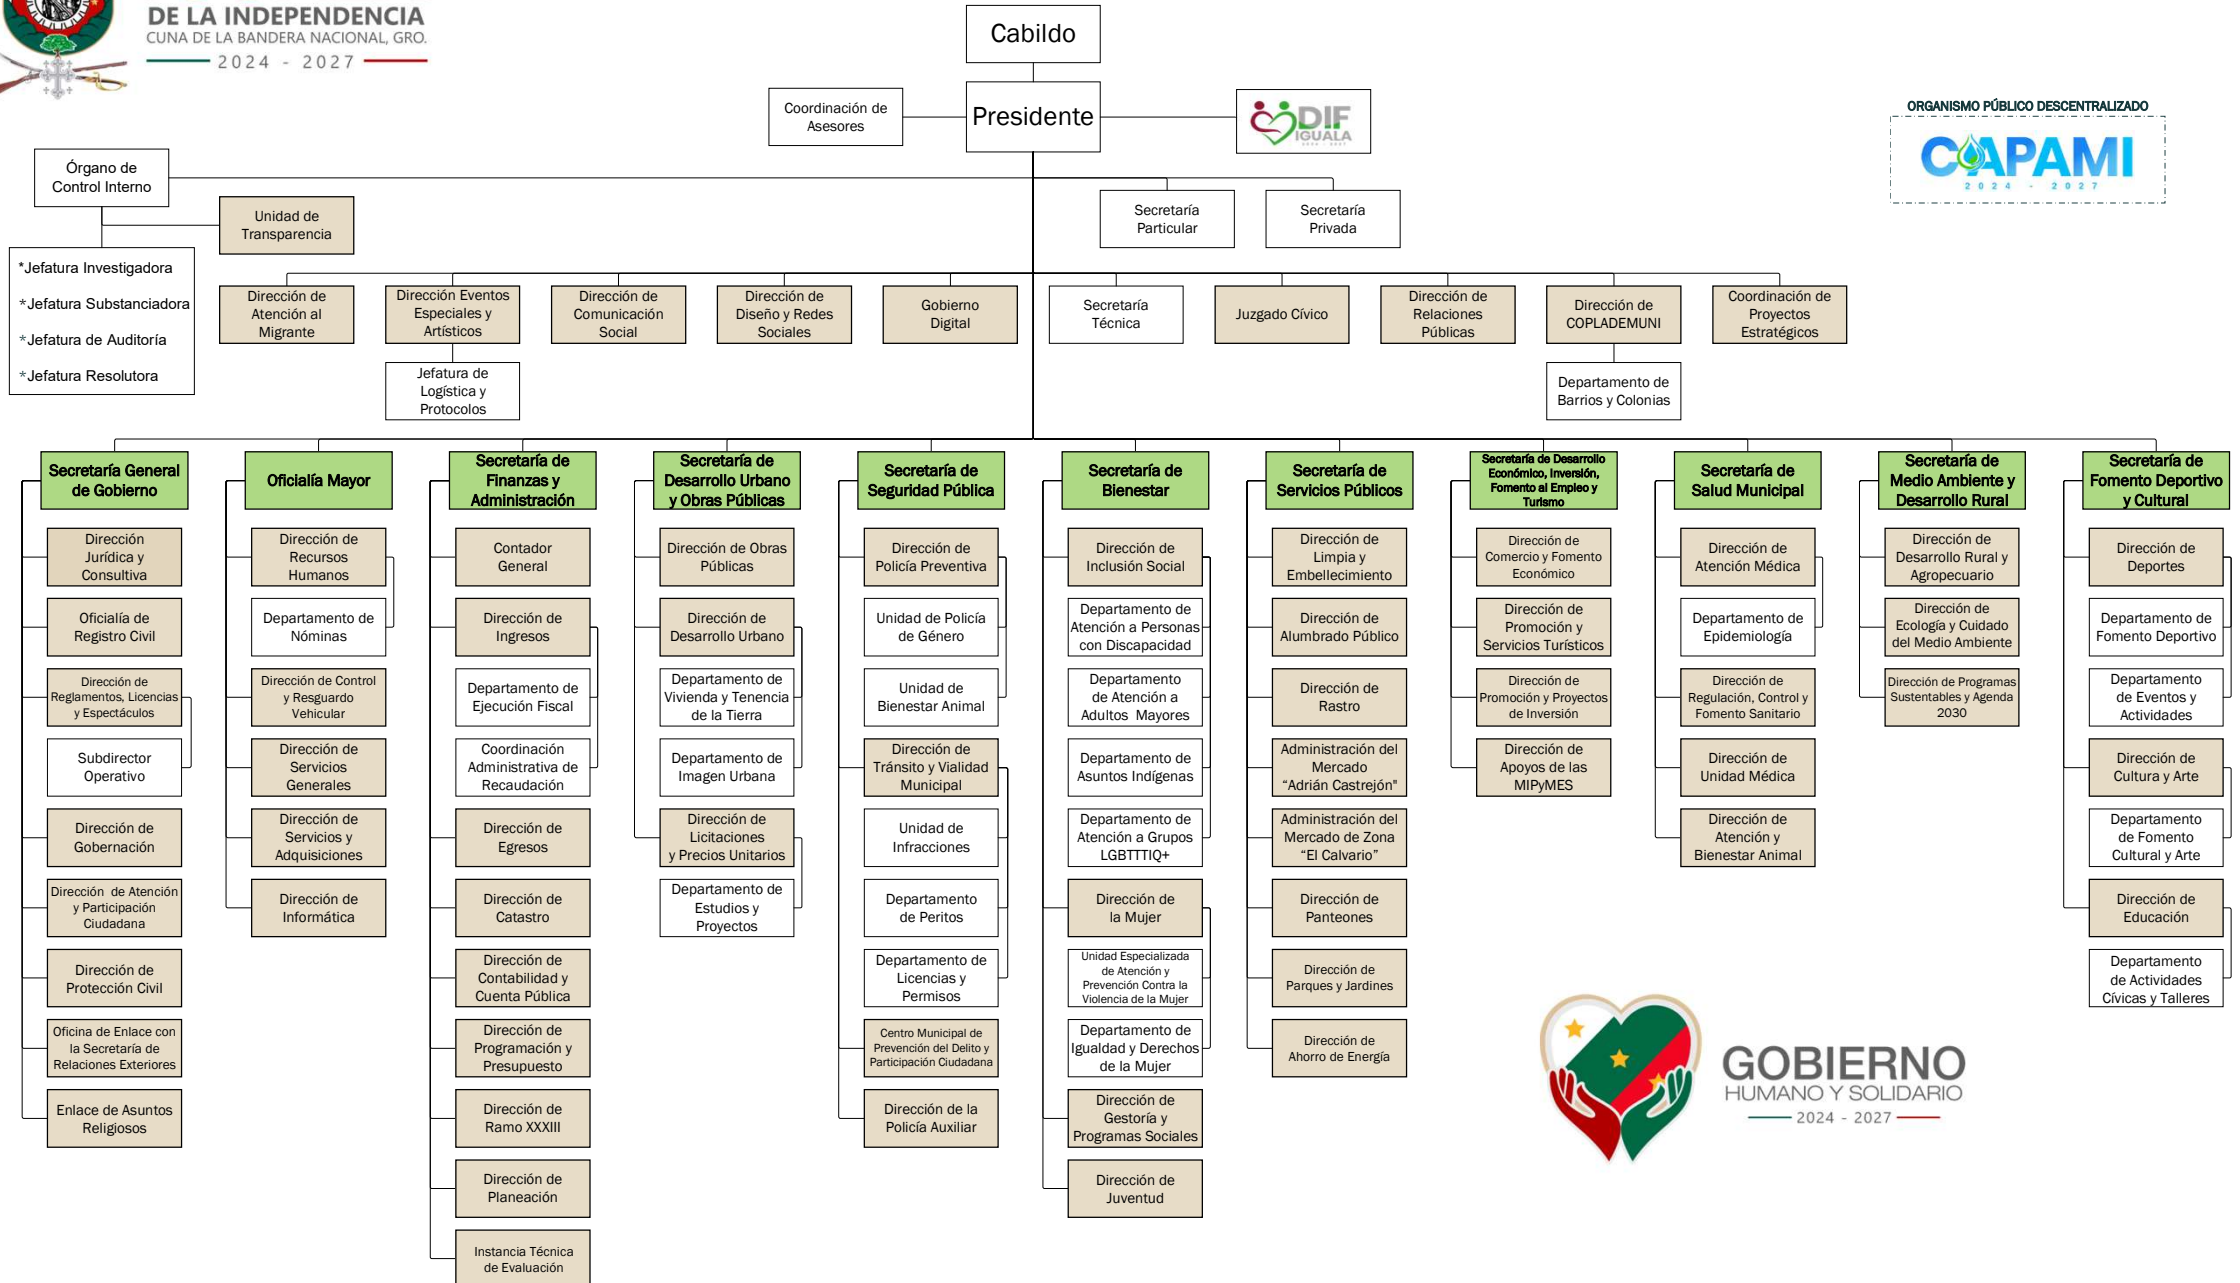 DE LA INDEPENDENCIA
CUNA DE LA BANDERA NACIONAL, GRO.
2024 - 2027
Cabildo
Presidente
Coordinación de
Asesores
DIF
IGUALA
2024 - 2027
ORGANISMO PÚBLICO DESCENTRALIZADO
CAPAMI
2024 - 2027
Órgano de
Control Interno
Unidad de
Transparencia
*Jefatura Investigadora
*Jefatura Substanciadora
*Jefatura de Auditoría
*Jefatura Resolutora
Secretaría
Particular
Secretaría
Privada
Dirección de
Atención al
Migrante
Dirección Eventos
Especiales y
Artísticos
Jefatura de
Logística y
Protocolos
Dirección de
Comunicación
Social
Dirección de
Diseño y Redes
Sociales
Gobierno
Digital
Secretaría
Técnica
Juzgado Cívico
Dirección de
Relaciones
Públicas
Dirección de
COPLADEMUNI
Departamento de
Barrios y Colonias
Coordinación de
Proyectos
Estratégicos
Secretaría General
de Gobierno
Dirección
Jurídica y
Consultiva
Oficialía de
Registro Civil
Dirección de
Reglamentos, Licencias
y Espectáculos
Subdirector
Operativo
Dirección de
Gobernación
Dirección de Atención
y Participación
Ciudadana
Dirección de
Protección Civil
Oficina de Enlace con
la Secretaría de
Relaciones Exteriores
Enlace de Asuntos
Religiosos
Oficialía Mayor
Dirección de
Recursos
Humanos
Departamento de
Nóminas
Dirección de Control
y Resguardo
Vehicular
Dirección de
Servicios
Generales
Dirección de
Servicios y
Adquisiciones
Dirección de
Informática
Secretaría de
Finanzas y
Administración
Contador
General
Dirección de
Ingresos
Departamento de
Ejecución Fiscal
Coordinación
Administrativa de
Recaudación
Dirección de
Egresos
Dirección de
Catastro
Dirección de
Contabilidad y
Cuenta Pública
Dirección de
Programación y
Presupuesto
Dirección de
Ramo XXXIII
Dirección de
Planeación
Instancia Técnica
de Evaluación
Secretaría de
Desarrollo Urbano
y Obras Públicas
Dirección de Obras
Públicas
Dirección de
Desarrollo Urbano
Departamento de
Vivienda y Tenencia
de la Tierra
Departamento de
Imagen Urbana
Dirección de
Licitaciones
y Precios Unitarios
Departamento de
Estudios y
Proyectos
Secretaría de
Seguridad Pública
Dirección de
Policía Preventiva
Unidad de Policía
de Género
Unidad de
Bienestar Animal
Dirección de
Tránsito y Vialidad
Municipal
Unidad de
Infracciones
Departamento
de Peritos
Departamento de
Licencias y
Permisos
Centro Municipal de
Prevención del Delito y
Participación Ciudadana
Dirección de la
Policía Auxiliar
Secretaría de
Bienestar
Dirección de
Inclusión Social
Departamento de
Atención a Personas
con Discapacidad
Departamento
de Atención a
Adultos Mayores
Departamento de
Asuntos Indígenas
Departamento de
Atención a Grupos
LGBTTTIQ+
Dirección de
la Mujer
Unidad Especializada
de Atención y
Prevención Contra la
Violencia de la Mujer
Departamento de
Igualdad y Derechos
de la Mujer
Dirección de
Gestoría y
Programas Sociales
Dirección de
Juventud
Secretaría de
Servicios Públicos
Dirección de
Limpia y
Embellecimiento
Dirección de
Alumbrado Público
Dirección de
Rastro
Administración del
Mercado
“Adrián Castrejón"
Administración del
Mercado de Zona
“El Calvario”
Dirección de
Panteones
Dirección de
Parques y Jardines
Dirección de
Ahorro de Energía
Secretaría de Desarrollo
Económico, Inversión,
Fomento al Empleo y
Turismo
Dirección de
Comercio y Fomento
Económico
Dirección de
Promoción y
Servicios Turísticos
Dirección de
Promoción y Proyectos
de Inversión
Dirección de
Apoyos de las
MIPyMES
Secretaría de
Salud Municipal
Dirección de
Atención Médica
Departamento de
Epidemiología
Dirección de
Regulación, Control y
Fomento Sanitario
Dirección de
Unidad Médica
Dirección de
Atención y
Bienestar Animal
Secretaría de
Medio Ambiente y
Desarrollo Rural
Dirección de
Desarrollo Rural y
Agropecuario
Dirección de
Ecología y Cuidado
del Medio Ambiente
Dirección de Programas
Sustentables y Agenda
2030
Secretaría de
Fomento Deportivo
y Cultural
Dirección de
Deportes
Departamento de
Fomento Deportivo
Departamento
de Eventos y
Actividades
Dirección de
Cultura y Arte
Departamento
de Fomento
Cultural y Arte
Dirección de
Educación
Departamento
de Actividades
Cívicas y Talleres
GOBIERNO
HUMANO Y SOLIDARIO
2024 - 2027